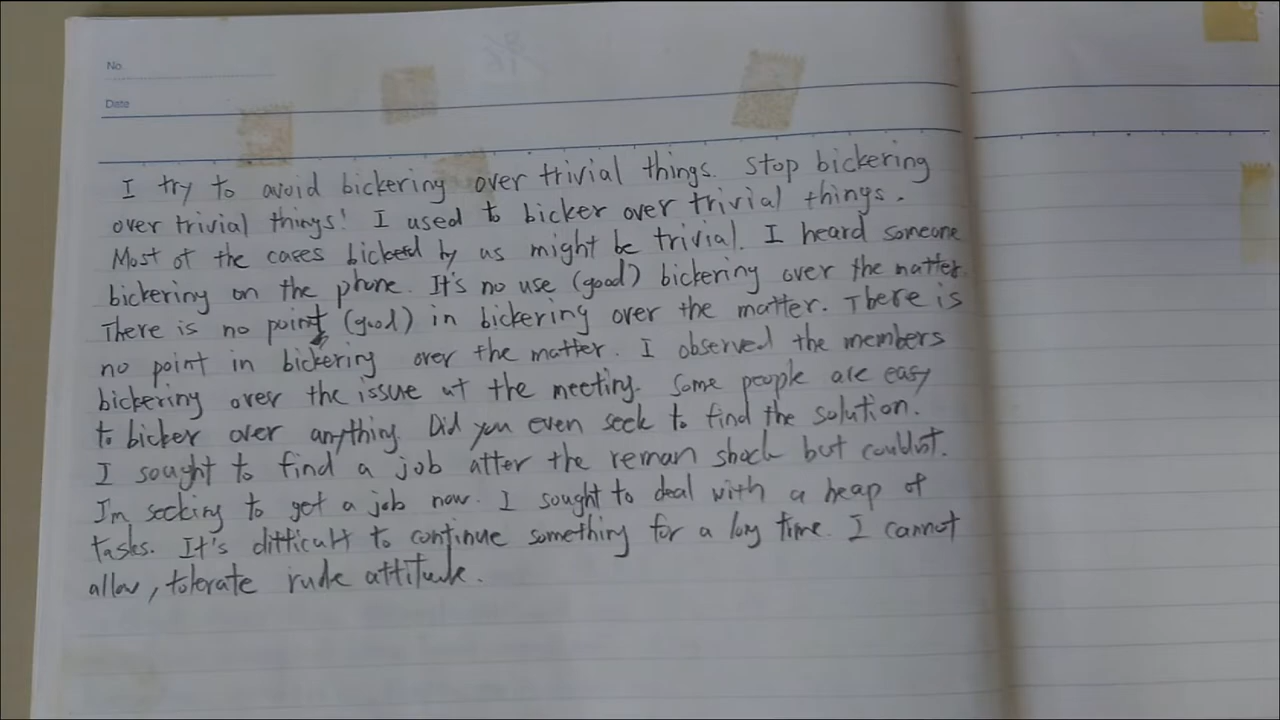 No.
Date
I try to avoid bickering over trivial things. Stop bickering
over trivial things! I used to bicker over trivial things.
Most of the cases bickered by us might be trivial. I heard someone
bickering on the phone. It's no use (good) bickering over the matter.
There is no point (good) in bickering over the matter. There is
no point in bickering over the matter. I observed the members
bickering over the issue at the meeting. Some people are easy
to bicker over anything. Did you even seek to find the solution.
I sought to find a job after the reman shock but couldn't.
I'm seeking to get a job now. I sought to deal with a heap of
tasks. It's difficult to continue something for a long time. I cannot
allow, tolerate rude attitude.